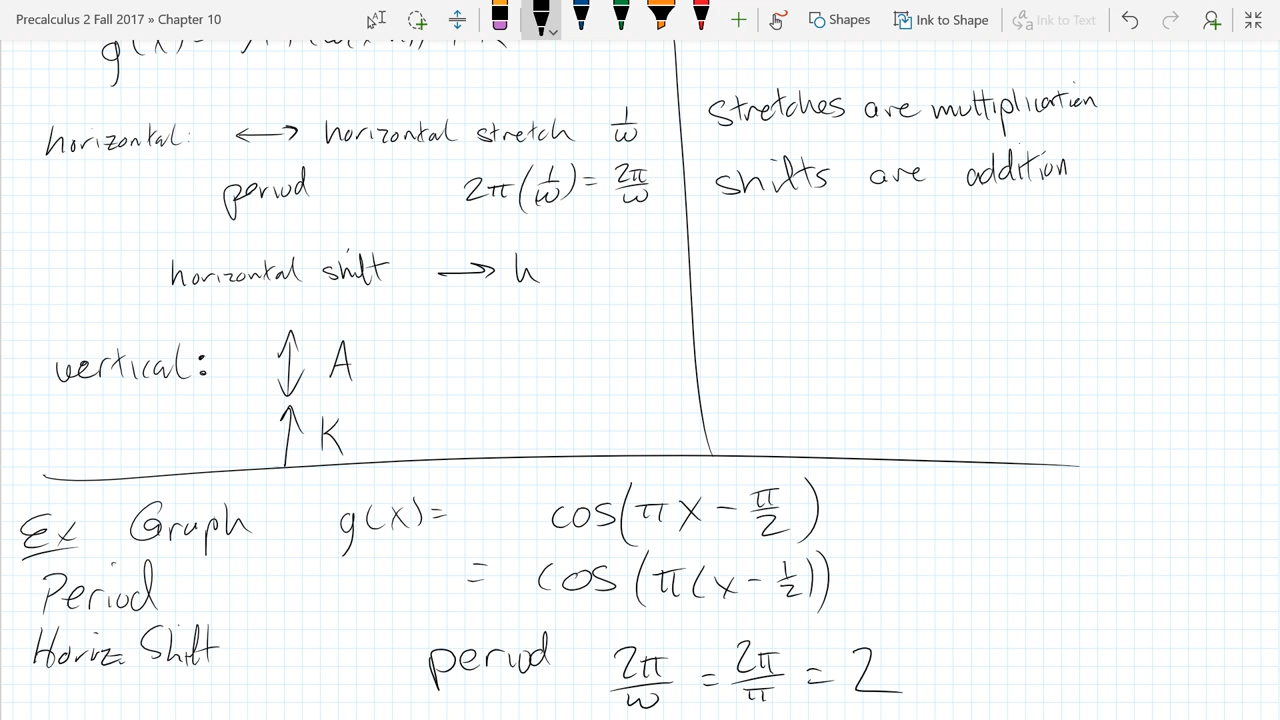 Precalculus 2 Fall 2017 » Chapter 10
Shapes
Ink to Shape
Ink to Text
g(x) =
horizontal: ⟷ horizontal stretch 1/ω
period 2π(1/ω) = 2π/ω
horizontal shift → h
vertical: ↕ A
↑ K
stretches are multiplication
shifts are addition
Ex Graph g(x) = cos(πx - π/2)
= cos(π(x - 1/2))
Period
Horiz. Shift
period 2π/ω = 2π/π = 2